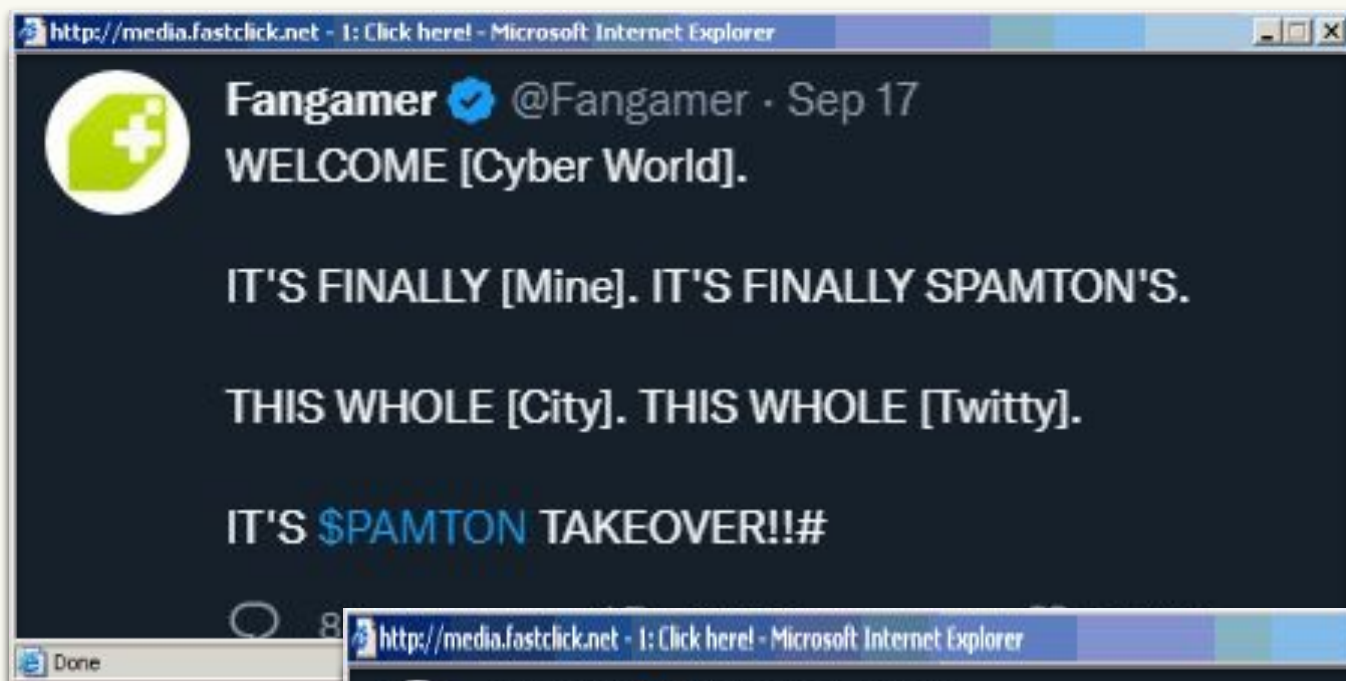 http://media.fastclick.net - 1: Click here! - Microsoft Internet Explorer
Fangamer @Fangamer · Sep 17
WELCOME [Cyber World].
IT'S FINALLY [Mine]. IT'S FINALLY SPAMTON'S.
THIS WHOLE [City]. THIS WHOLE [Twitty].
IT'S $PAMTON TAKEOVER!!#
8
http://media.fastclick.net - 1: Click here! - Microsoft Internet Explorer
Done